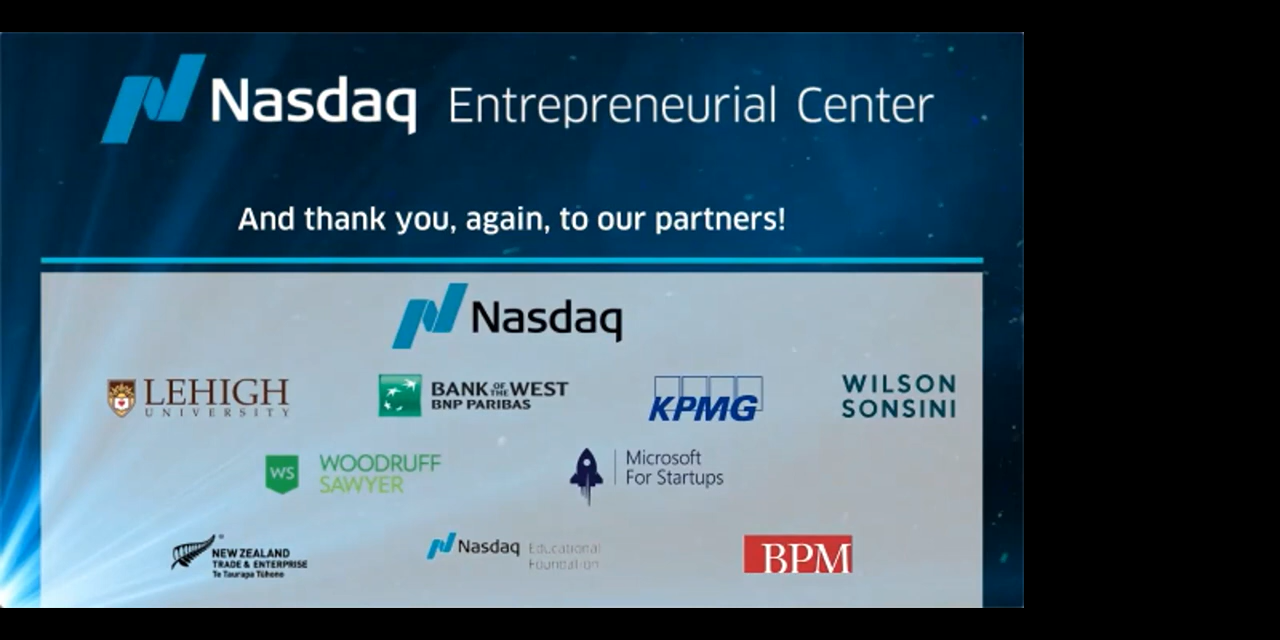 Nasdaq Entrepreneurial Center
And thank you, again, to our partners!
Nasdaq
LEHIGH
UNIVERSITY
BANK OF THE WEST
BNP PARIBAS
KPMG
WILSON
SONSINI
WS
WOODRUFF
SAWYER
Microsoft
For Startups
NEW ZEALAND
TRADE & ENTERPRISE
Te Taurapa Tūhono
Nasdaq Educational
Foundation
BPM